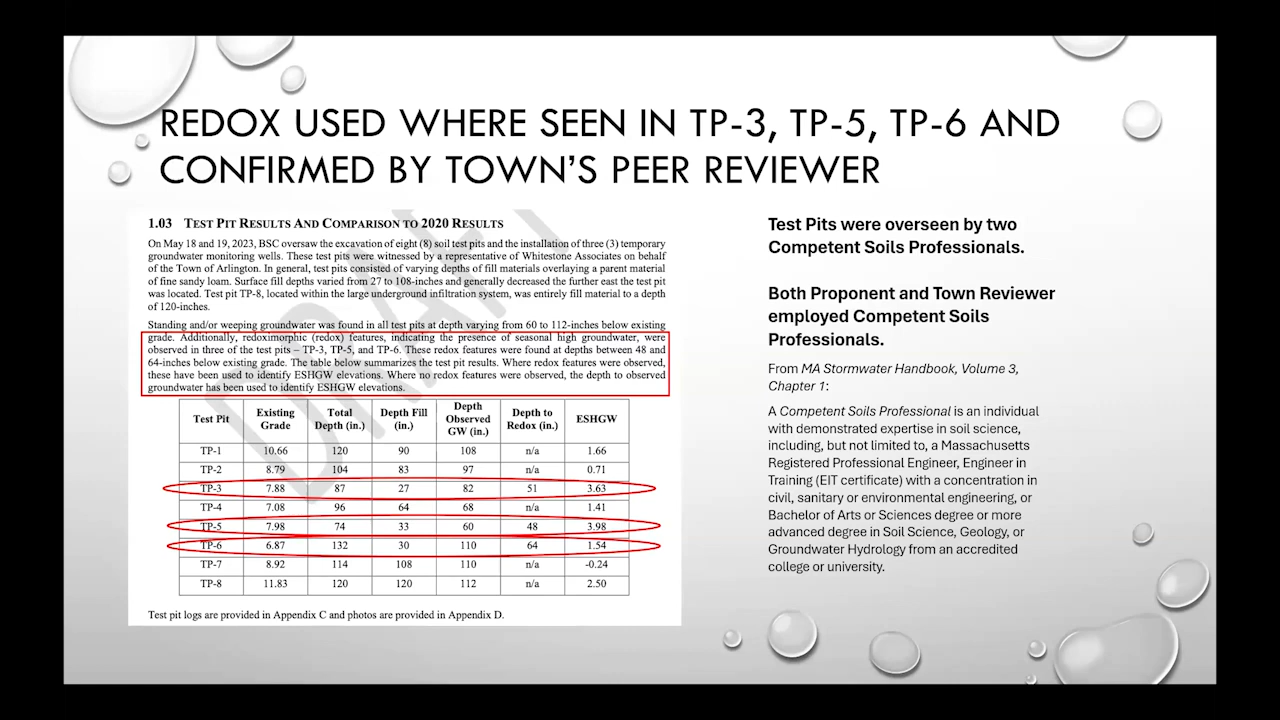 REDOX USED WHERE SEEN IN TP-3, TP-5, TP-6 AND
CONFIRMED BY TOWN'S PEER REVIEWER
1.03 TEST PIT RESULTS AND COMPARISON TO 2020 RESULTS
On May 18 and 19, 2023, BSC oversaw the excavation of eight (8) soil test pits and the installation of three (3) temporary
groundwater monitoring wells. These test pits were witnessed by a representative of Whitestone Associates on behalf
of the Town of Arlington. In general, test pits consisted of varying depths of fill materials overlaying a parent material
of fine sandy loam. Surface fill depths varied from 27 to 108-inches and generally decreased the further east the test pit
was located. Test pit TP-8, located within the large underground infiltration system, was entirely fill material to a depth
of 120-inches.
Standing and/or weeping groundwater was found in all test pits at depth varying from 60 to 112-inches below existing
grade. Additionally, redoximorphic (redox) features, indicating the presence of seasonal high groundwater, were
observed in three of the test pits – TP-3, TP-5, and TP-6. These redox features were found at depths between 48 and
64-inches below existing grade. The table below summarizes the test pit results. Where redox features were observed,
these have been used to identify ESHGW elevations. Where no redox features were observed, the depth to observed
groundwater has been used to identify ESHGW elevations.
Test Pit Existing Grade Total Depth (in.) Depth Fill (in.) Depth Observed GW (in.) Depth to Redox (in.) ESHGW
TP-1 10.66 120 90 108 n/a 1.66
TP-2 8.79 104 83 97 n/a 0.71
TP-3 7.88 87 27 82 51 3.63
TP-4 7.08 96 64 68 n/a 1.41
TP-5 7.98 74 33 60 48 3.98
TP-6 6.87 132 30 110 64 1.54
TP-7 8.92 114 108 110 n/a -0.24
TP-8 11.83 120 120 112 n/a 2.50
Test pit logs are provided in Appendix C and photos are provided in Appendix D.
DRAFT
Test Pits were overseen by two
Competent Soils Professionals.
Both Proponent and Town Reviewer
employed Competent Soils
Professionals.
From MA Stormwater Handbook, Volume 3,
Chapter 1:
A Competent Soils Professional is an individual
with demonstrated expertise in soil science,
including, but not limited to, a Massachusetts
Registered Professional Engineer, Engineer in
Training (EIT certificate) with a concentration in
civil, sanitary or environmental engineering, or
Bachelor of Arts or Sciences degree or more
advanced degree in Soil Science, Geology, or
Groundwater Hydrology from an accredited
college or university.